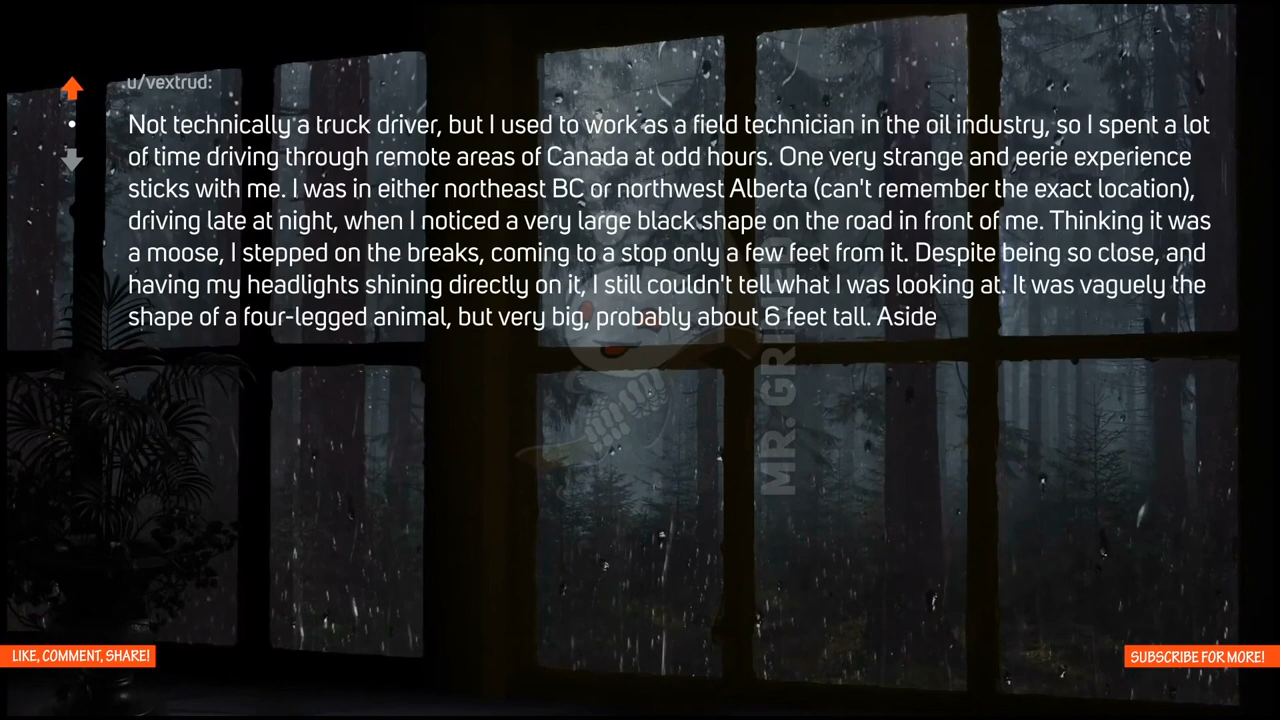 .u/vextrud:
Not technically a truck driver, but I used to work as a field technician in the oil industry, so I spent a lot
of time driving through remote areas of Canada at odd hours. One very strange and eerie experience
sticks with me. I was in either northeast BC or northwest Alberta (can't remember the exact location),
driving late at night, when I noticed a very large black shape on the road in front of me. Thinking it was
a moose, I stepped on the breaks, coming to a stop only a few feet from it. Despite being so close, and
having my headlights shining directly on it, I still couldn't tell what I was looking at. It was vaguely the
shape of a four-legged animal, but very big, probably about 6 feet tall. Aside
LIKE, COMMENT, SHARE!
SUBSCRIBE FOR MORE!